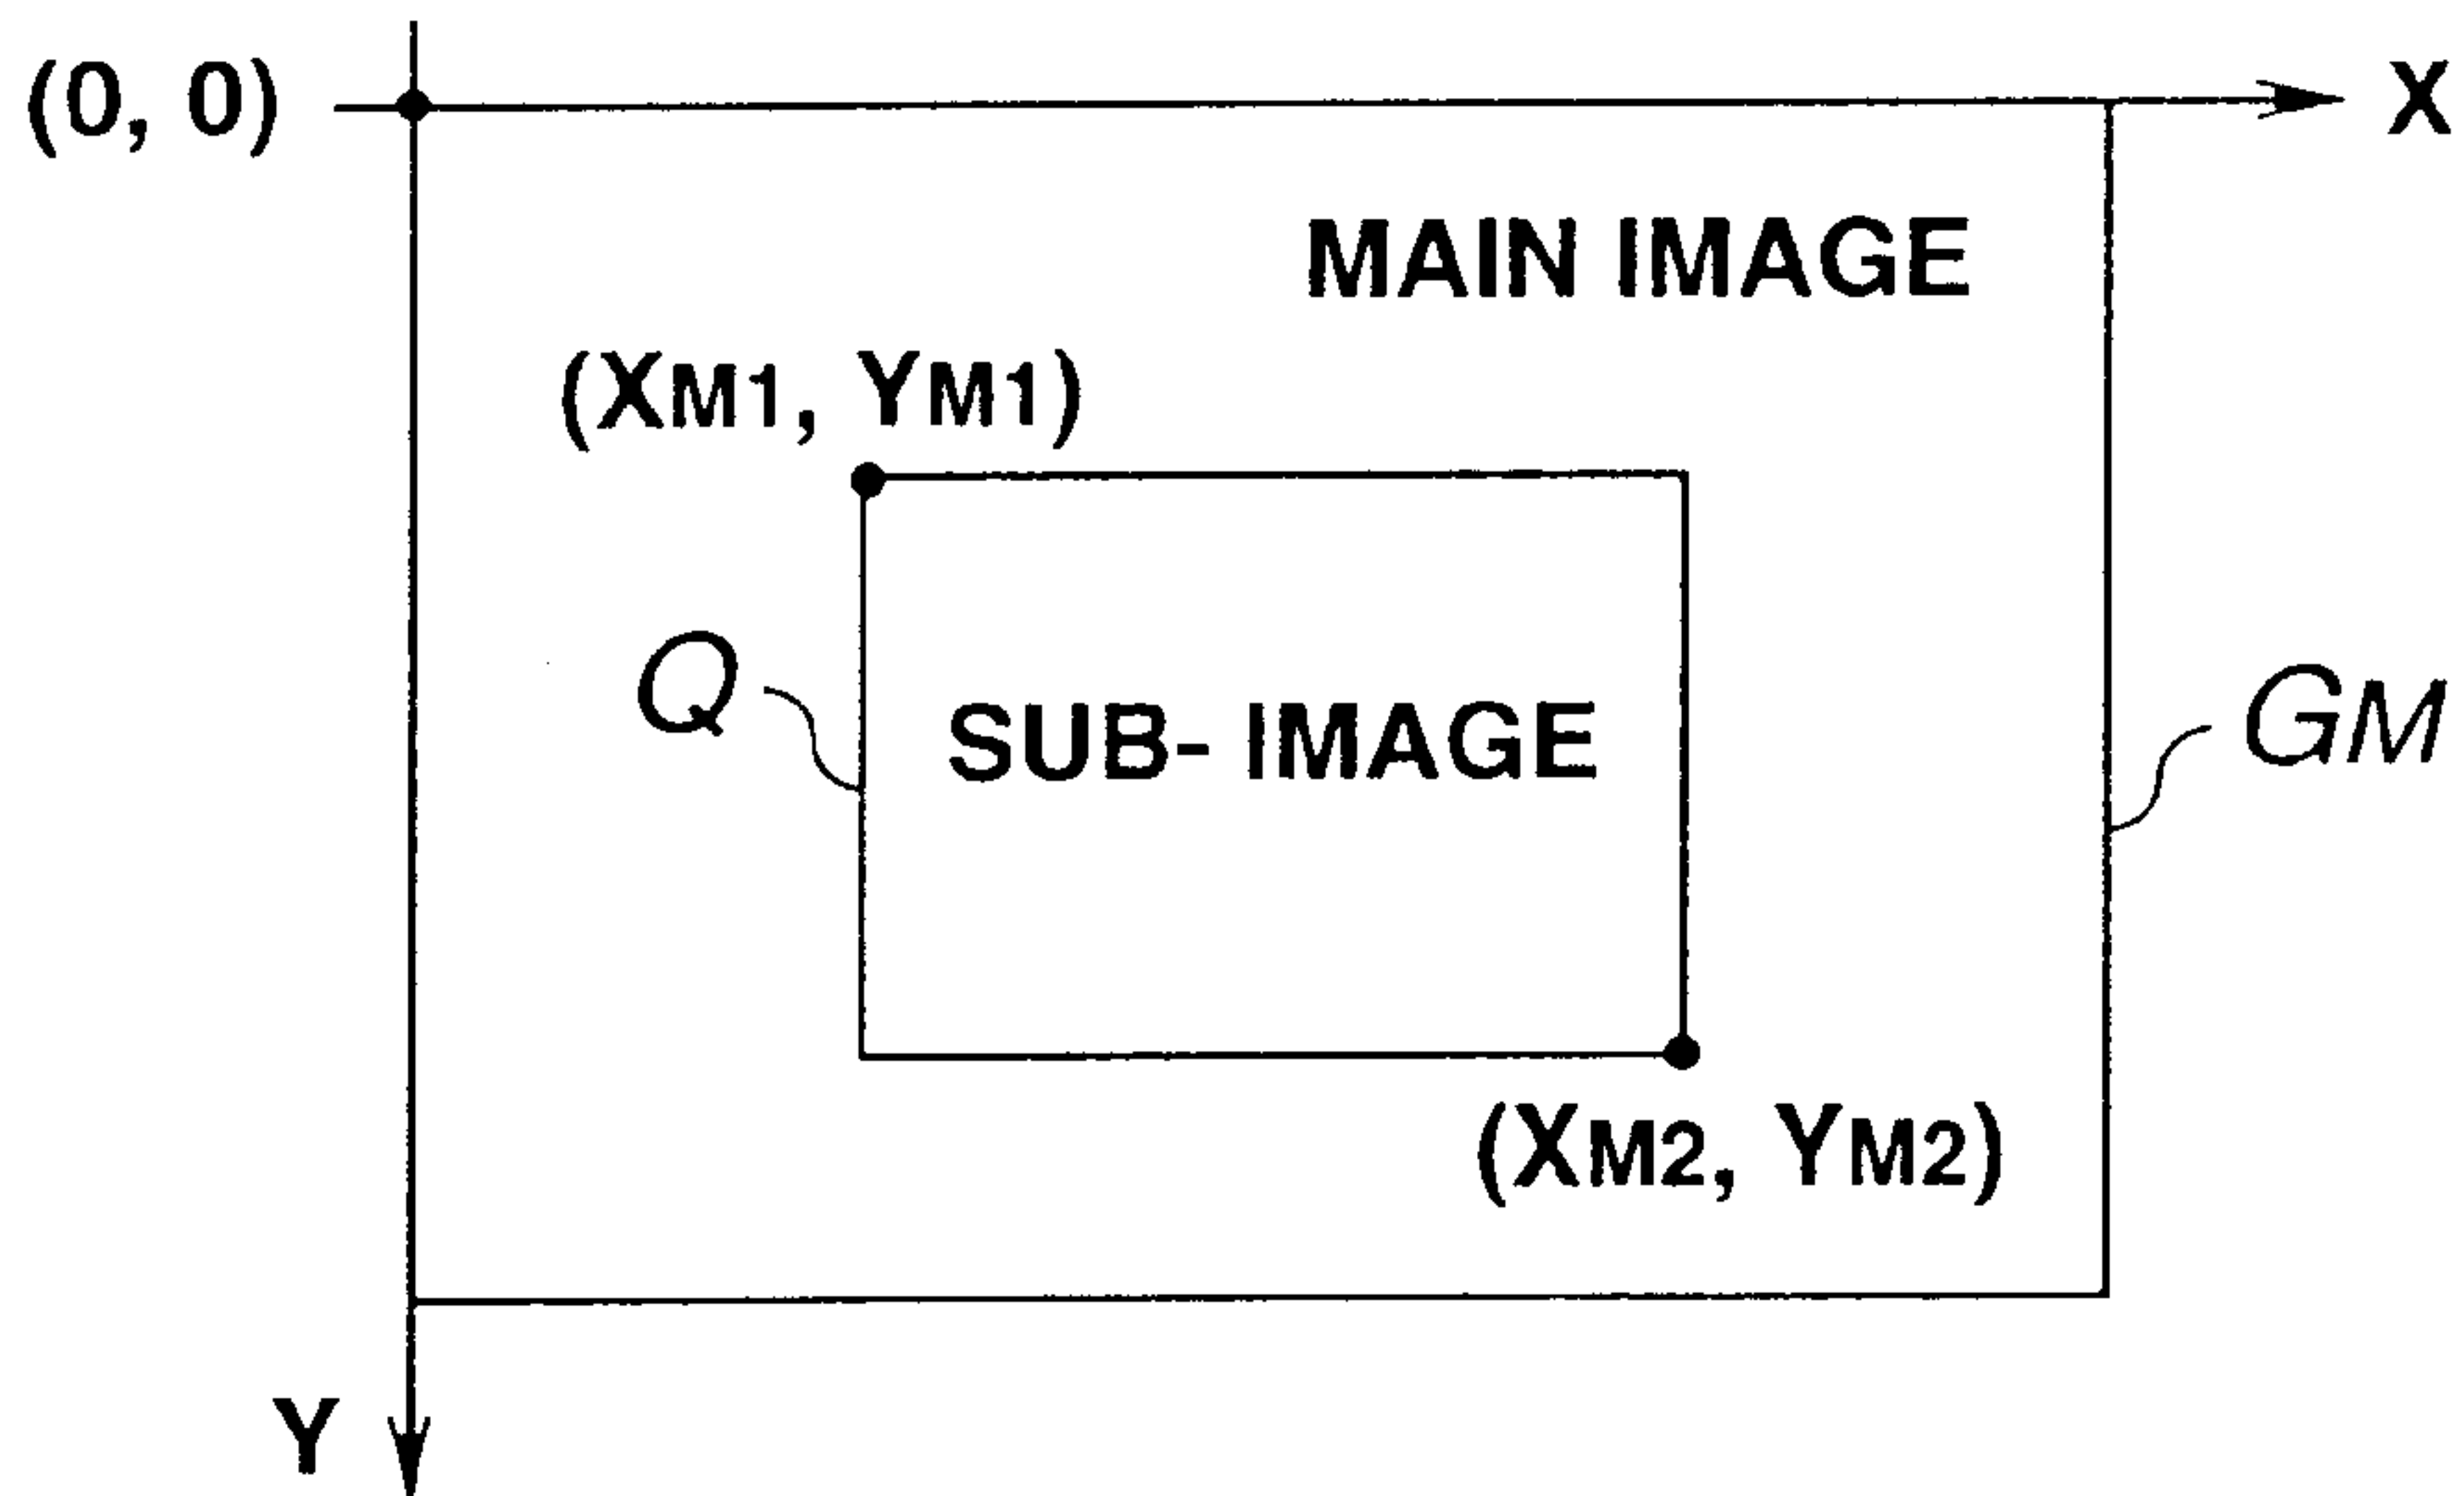 (0, 0)
X
MAIN IMAGE
(XM1, YM1)
Q
SUB- IMAGE
GM
(XM2, YM2)
Y